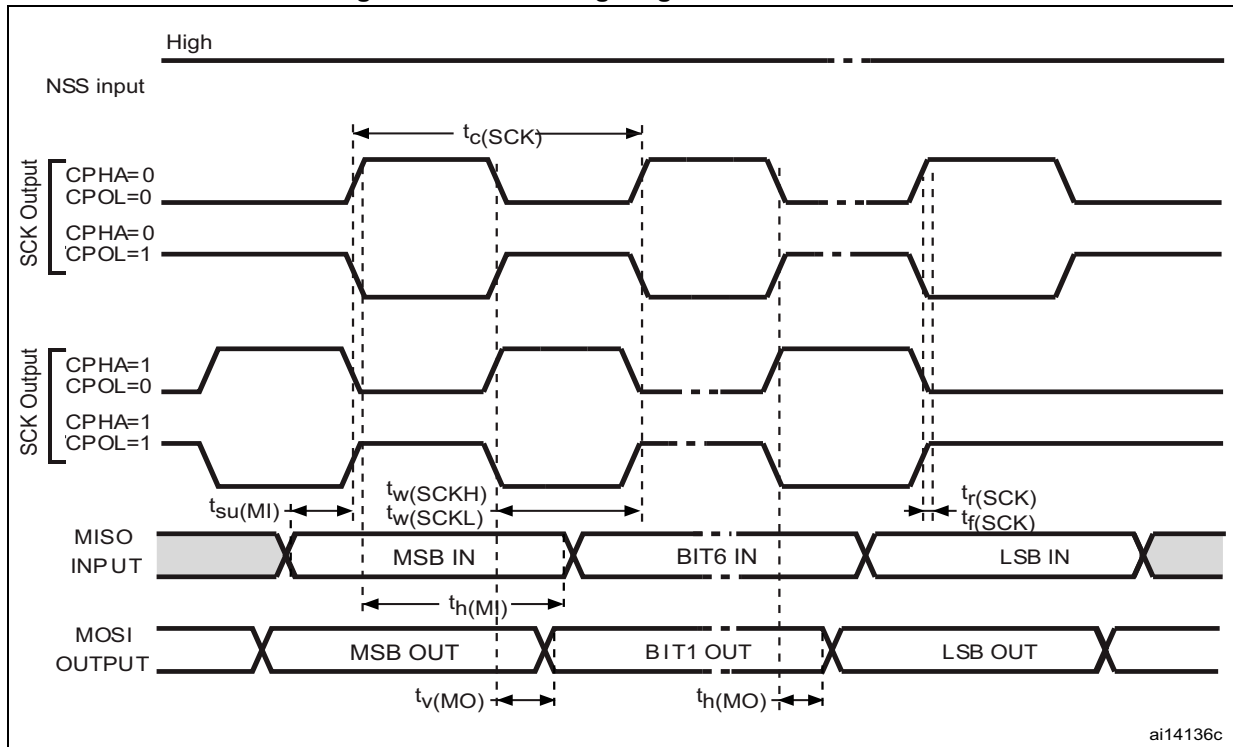 High
NSS input
tc(SCK)
SCK Output
CPHA=0
CPOL=0
CPHA=0
CPOL=1
SCK Output
CPHA=1
CPOL=0
CPHA=1
CPOL=1
tsu(MI)
tw(SCKH)
tw(SCKL)
tr(SCK)
tf(SCK)
MISO
INPUT
MSB IN
BIT6 IN
LSB IN
th(MI)
MOSI
OUTPUT
MSB OUT
BIT1 OUT
LSB OUT
tv(MO)
th(MO)
ai14136c